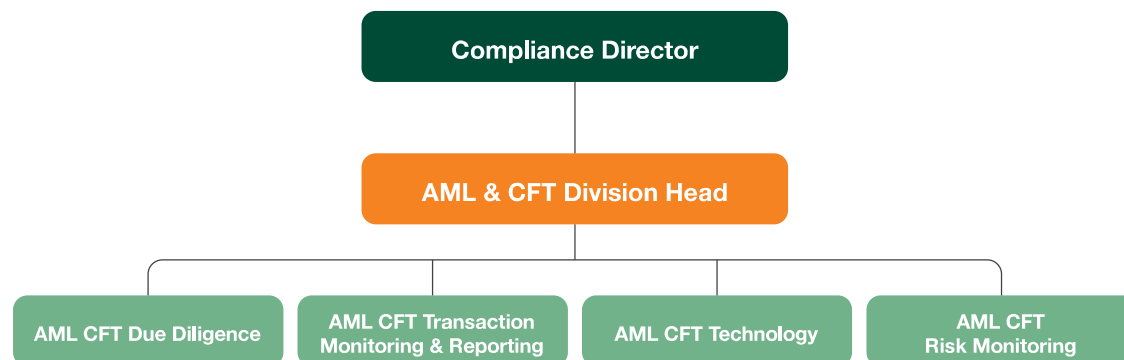 Compliance Director
AML & CFT Division Head
AML CFT Due Diligence
AML CFT Transaction
Monitoring & Reporting
AML CFT Technology
AML CFT
Risk Monitoring